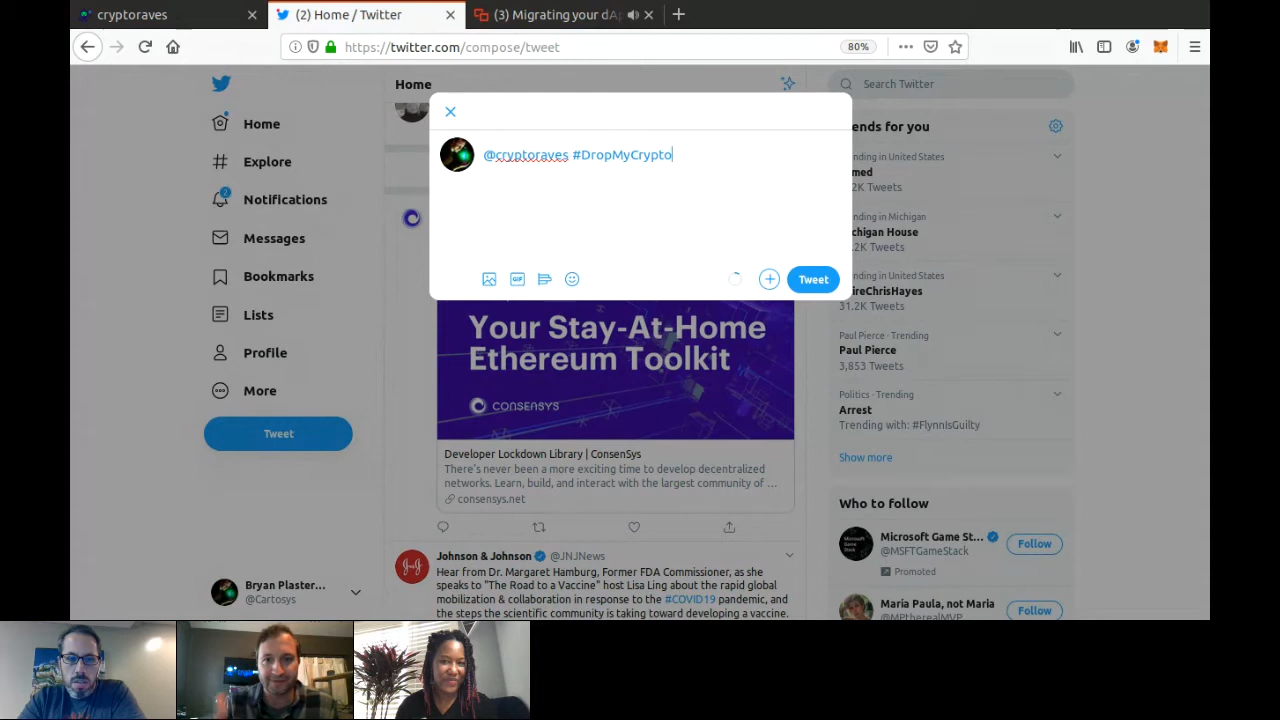 cryptoraves
(2) Home / Twitter
(3) Migrating your dAp
https://twitter.com/compose/tweet
80%
Home
Search Twitter
Home
Explore
Notifications
2
Messages
Bookmarks
Lists
Profile
More
Tweet
Bryan Plaster...
@Cartosys
@cryptoraves #DropMyCrypto
GIF
Tweet
Your Stay-At-Home
Ethereum Toolkit
CONSENSYS
Developer Lockdown Library | ConsenSys
There's never been a more exciting time to develop decentralized
networks. Learn, build, and interact with the largest community of ...
consensys.net
Johnson & Johnson @JNJNews
Hear from Dr. Margaret Hamburg, Former FDA Commissioner, as she
speaks to "The Road to a Vaccine" host Lisa Ling about the rapid global
mobilization & collaboration in response to the #COVID19 pandemic, and
the steps the scientific community is taking toward developing a vaccine.
ends for you
nding in United States
med
2K Tweets
nding in Michigan
chigan House
.2K Tweets
nding in United States
ireChrisHayes
31.2K Tweets
Paul Pierce · Trending
Paul Pierce
3,853 Tweets
Politics · Trending
Arrest
Trending with: #FlynnIsGuilty
Show more
Who to follow
Microsoft Game St...
@MSFTGameStack
Follow
Promoted
Maria Paula, not Maria
@MPtherealMVP
Follow